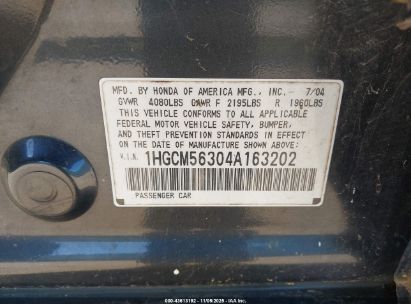 MFD. BY HONDA OF AMERICA MFG., INC. 7/04
GVWR 4080LBS GAWR F 2195LBS R 1960LBS
THIS VEHICLE CONFORMS TO ALL APPLICABLE
FEDERAL MOTOR VEHICLE SAFETY, BUMPER,
AND THEFT PREVENTION STANDARDS IN EFFECT
ON THE DATE OF MANUFACTURE SHOWN ABOVE.
V.I.N. 1HGCM56304A163202
PASSENGER CAR